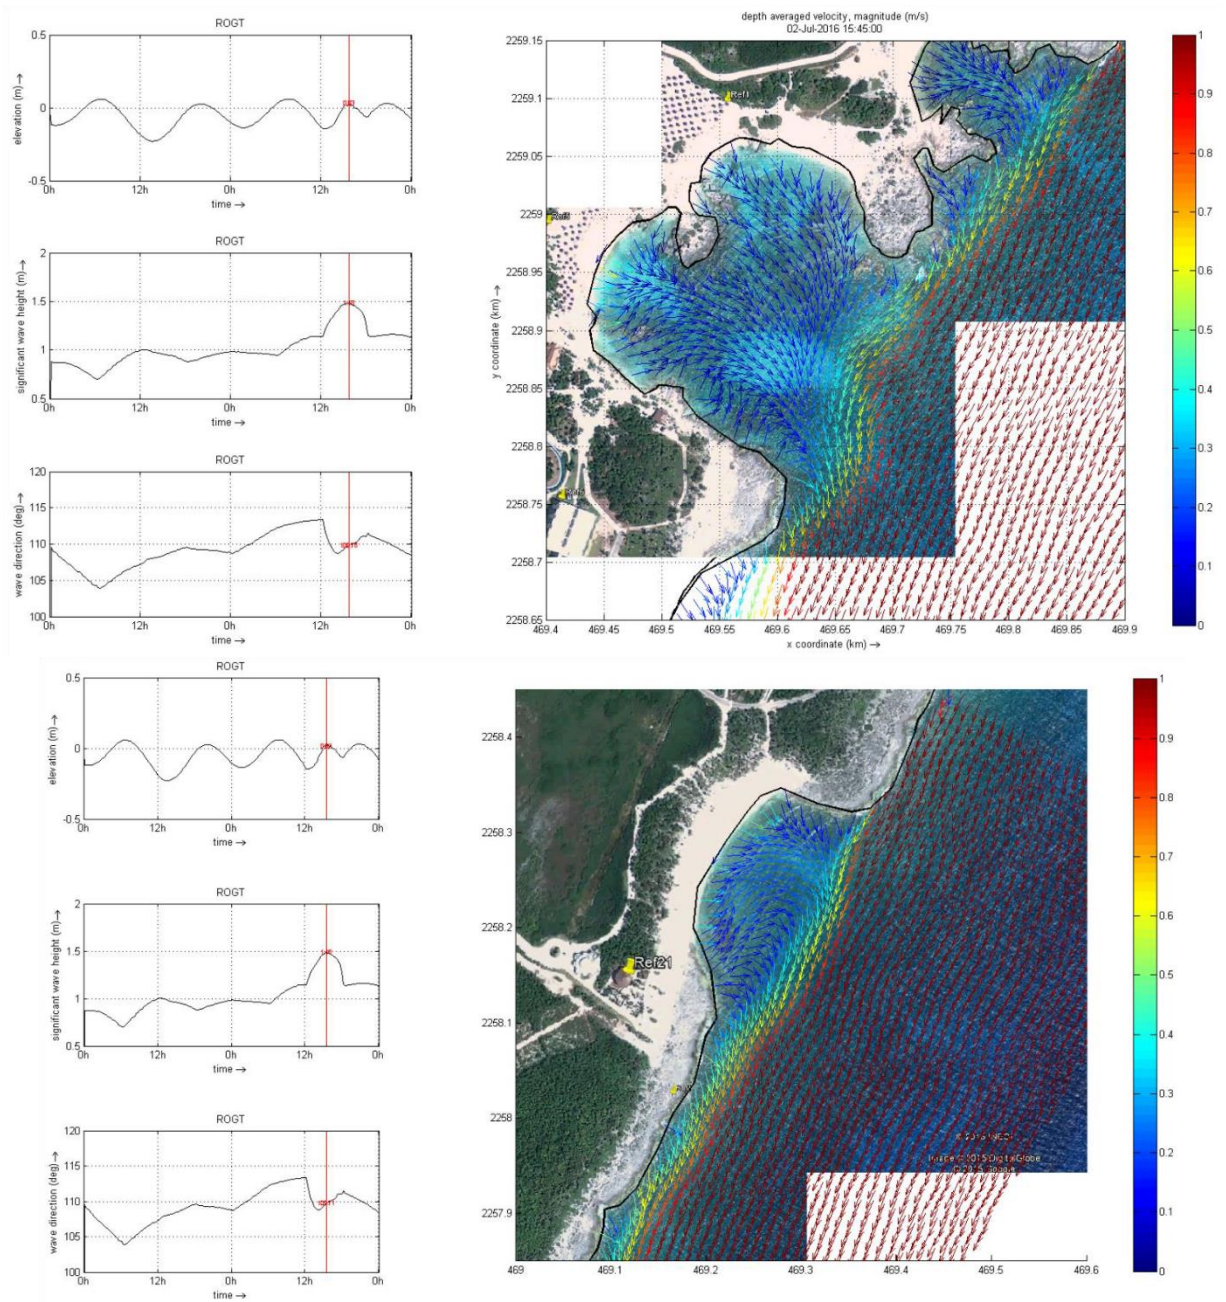 ROGT
0.5
0
-0.5
elevation (m)→
0h 12h 0h 12h 0h
time →
ROGT
2
1.5
1
0.5
significant wave height (m)→
0h 12h 0h 12h 0h
time →
ROGT
120
115
110
105
100
wave direction (deg)→
0h 12h 0h 12h 0h
time →
depth averaged velocity, magnitude (m/s)
02-Jul-2016 15:45:00
2259.15
2259.1
2259.05
2259
2258.95
2258.9
2258.85
2258.8
2258.75
2258.7
2258.65
y coordinate (km) →
Ref1
469.4 469.45 469.5 469.55 469.6 469.65 469.7 469.75 469.8 469.85 469.9
x coordinate (km) →
1
0.9
0.8
0.7
0.6
0.5
0.4
0.3
0.2
0.1
0
ROGT
0.5
0
-0.5
elevation (m)→
0h 12h 0h 12h 0h
time →
ROGT
2
1.5
1
0.5
significant wave height (m)→
0h 12h 0h 12h 0h
time →
ROGT
120
115
110
105
100
wave direction (deg)→
0h 12h 0h 12h 0h
time →
2258.4
2258.3
2258.2
2258.1
2258
2257.9
Ref21
Image © 2015 DigitalGlobe
469 469.1 469.2 469.3 469.4 469.5 469.6
1
0.9
0.8
0.7
0.6
0.5
0.4
0.3
0.2
0.1
0